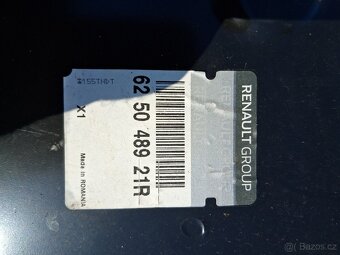 RENAULT GROUP
62 50 489 21R
X1
Made in ROMANIA
Bazos.cz